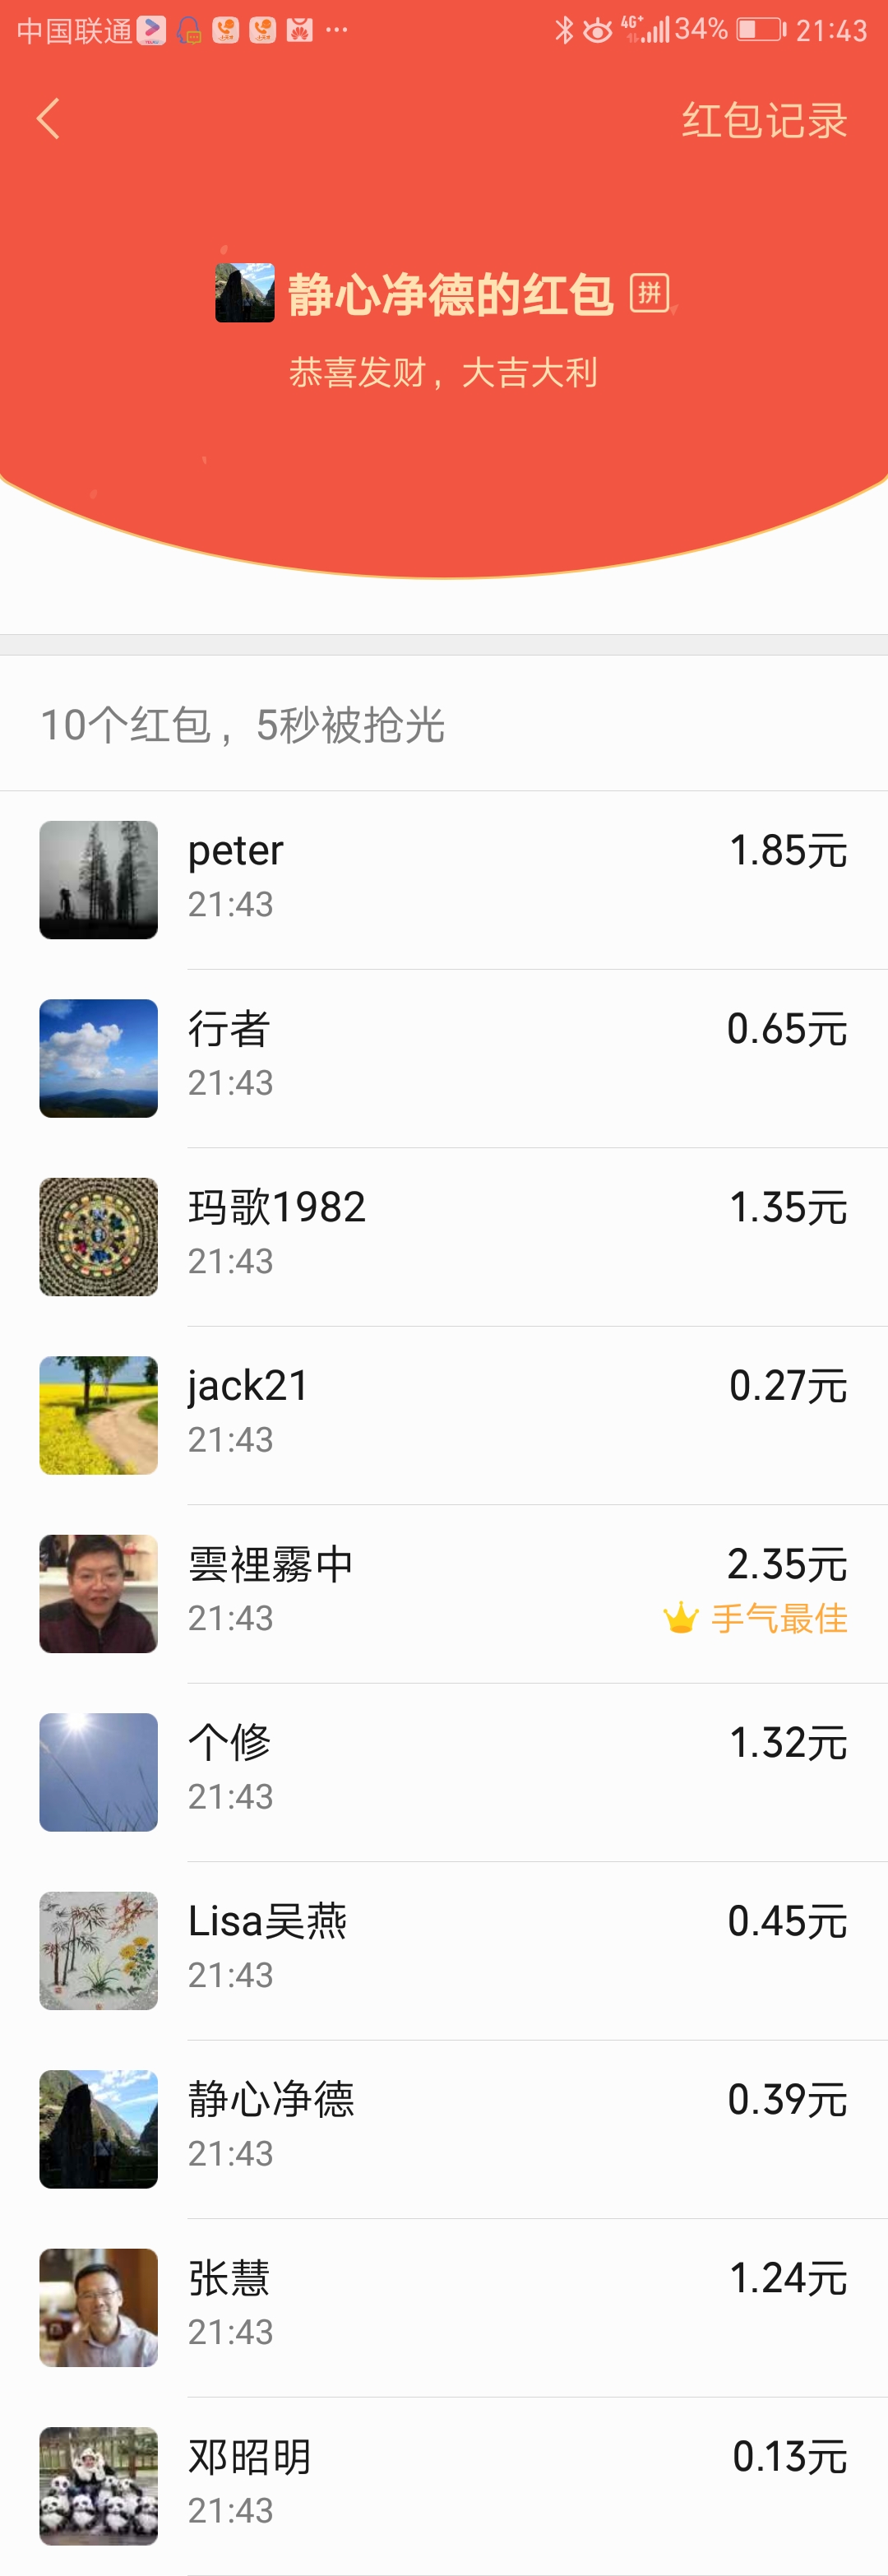 中国联通 ··· 4G+ 34% 21:43
红包记录
静心净德的红包 拼
恭喜发财，大吉大利
10个红包，5秒被抢光
peter 1.85元
21:43
行者 0.65元
21:43
玛歌1982 1.35元
21:43
jack21 0.27元
21:43
雲裡霧中 2.35元
21:43 手气最佳
个修 1.32元
21:43
Lisa吴燕 0.45元
21:43
静心净德 0.39元
21:43
张慧 1.24元
21:43
邓昭明 0.13元
21:43